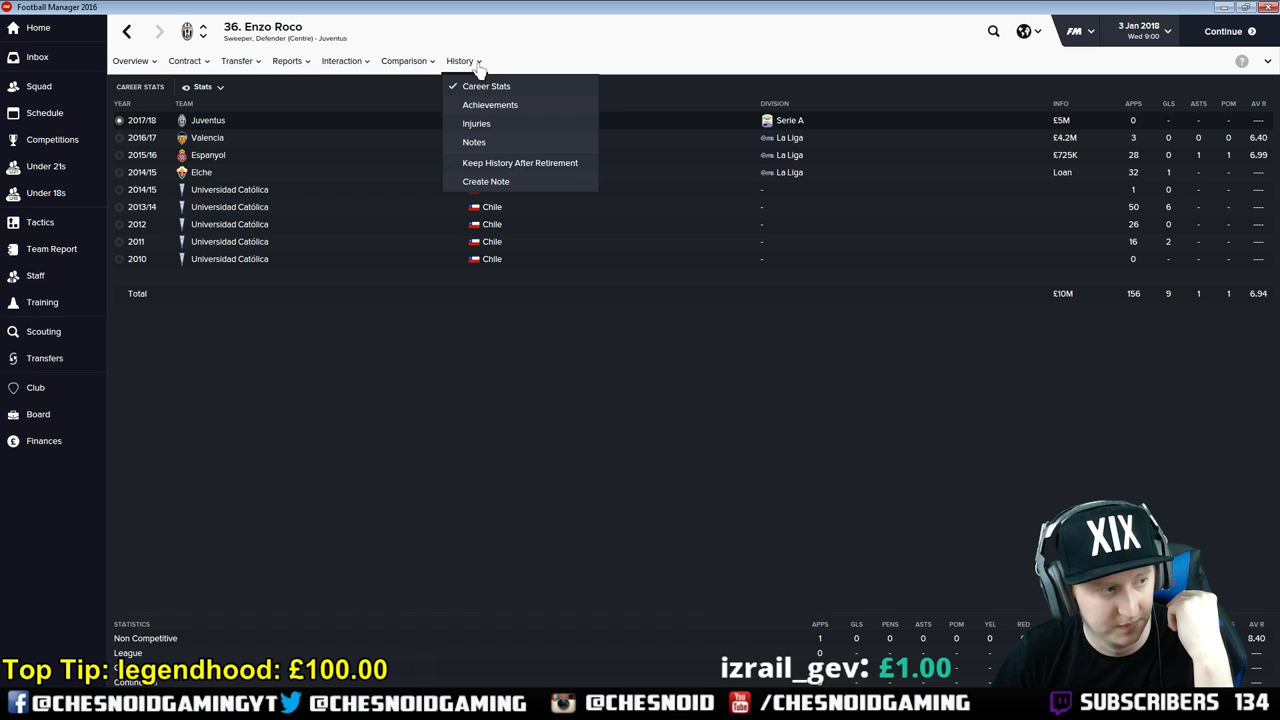 Football Manager 2016
Home
Inbox
Squad
Schedule
Competitions
Under 21s
Under 18s
Tactics
Team Report
Staff
Training
Scouting
Transfers
Club
Board
Finances
36. Enzo Roco
Sweeper, Defender (Centre) - Juventus
FM
3 Jan 2018
Wed 9:00
Continue
Overview Contract Transfer Reports Interaction Comparison History
?
CAREER STATS Stats
Career Stats
Achievements
Injuries
Notes
Keep History After Retirement
Create Note
YEAR TEAM DIVISION INFO APPS GLS ASTS POM AV R
2017/18 Juventus Serie A £5M 0 - - - ----
2016/17 Valencia La Liga £4.2M 3 0 0 0 6.40
2015/16 Espanyol La Liga £725K 28 0 1 1 6.99
2014/15 Elche La Liga Loan 32 1 - - ----
2014/15 Universidad Católica - 1 0 - - ----
2013/14 Universidad Católica Chile - 50 6 - - ----
2012 Universidad Católica Chile - 26 0 - - ----
2011 Universidad Católica Chile - 16 2 - - ----
2010 Universidad Católica Chile - 0 - - - ----
Total £10M 156 9 1 1 6.94
STATISTICS APPS GLS PENS ASTS POM YEL RED AV R
Non Competitive 1 0 0 0 0 0 0 8.40
League
XIX
Top Tip: legendhood: £100.00
izrail_gev: £1.00
@CHESNOIDGAMINGYT @CHESNOIDGAMING @CHESNOID /CHESNOIDGAMING SUBSCRIBERS 134